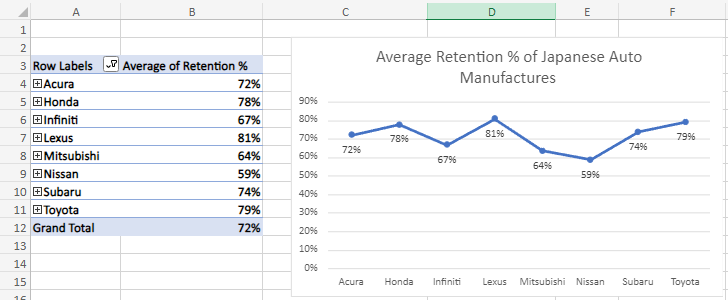 A B C D E F
1
2
3 Row Labels Average of Retention %
4 Acura 72%
5 Honda 78%
6 Infiniti 67%
7 Lexus 81%
8 Mitsubishi 64%
9 Nissan 59%
10 Subaru 74%
11 Toyota 79%
12 Grand Total 72%
13
14
15
16
Average Retention % of Japanese Auto
Manufactures
90%
80%
70%
60%
50%
40%
30%
20%
10%
0%
72% 78% 67% 81% 64% 59% 74% 79%
Acura Honda Infiniti Lexus Mitsubishi Nissan Subaru Toyota